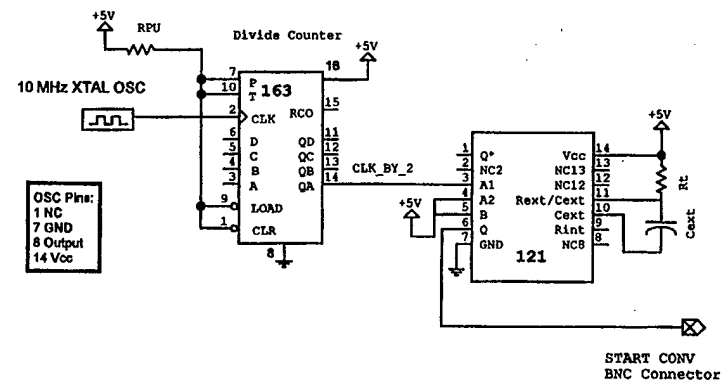 +5V
RPU
Divide Counter
+5V
10 MHz XTAL OSC
7
10
2
6
5
4
3
9
1
P
T
163
CLK
D
C
B
A
LOAD
CLR
8
16
RCO
15
QD
11
QC
12
QB
13
QA
14
CLK_BY_2
OSC Pins:
1 NC
7 GND
8 Output
14 Vcc
+5V
1
2
3
4
5
6
7
Q*
NC2
A1
A2
B
Q
GND
121
Vcc
14
NC13
13
NC12
12
Rext/Cext
11
Cext
10
Rint
9
NC8
8
+5V
Rt
Cext
START CONV
BNC Connector